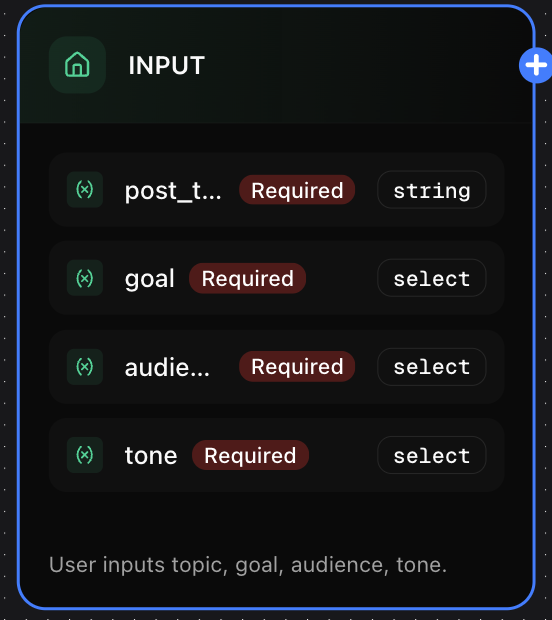 INPUT
post_t... Required string
goal Required select
audie... Required select
tone Required select
User inputs topic, goal, audience, tone.